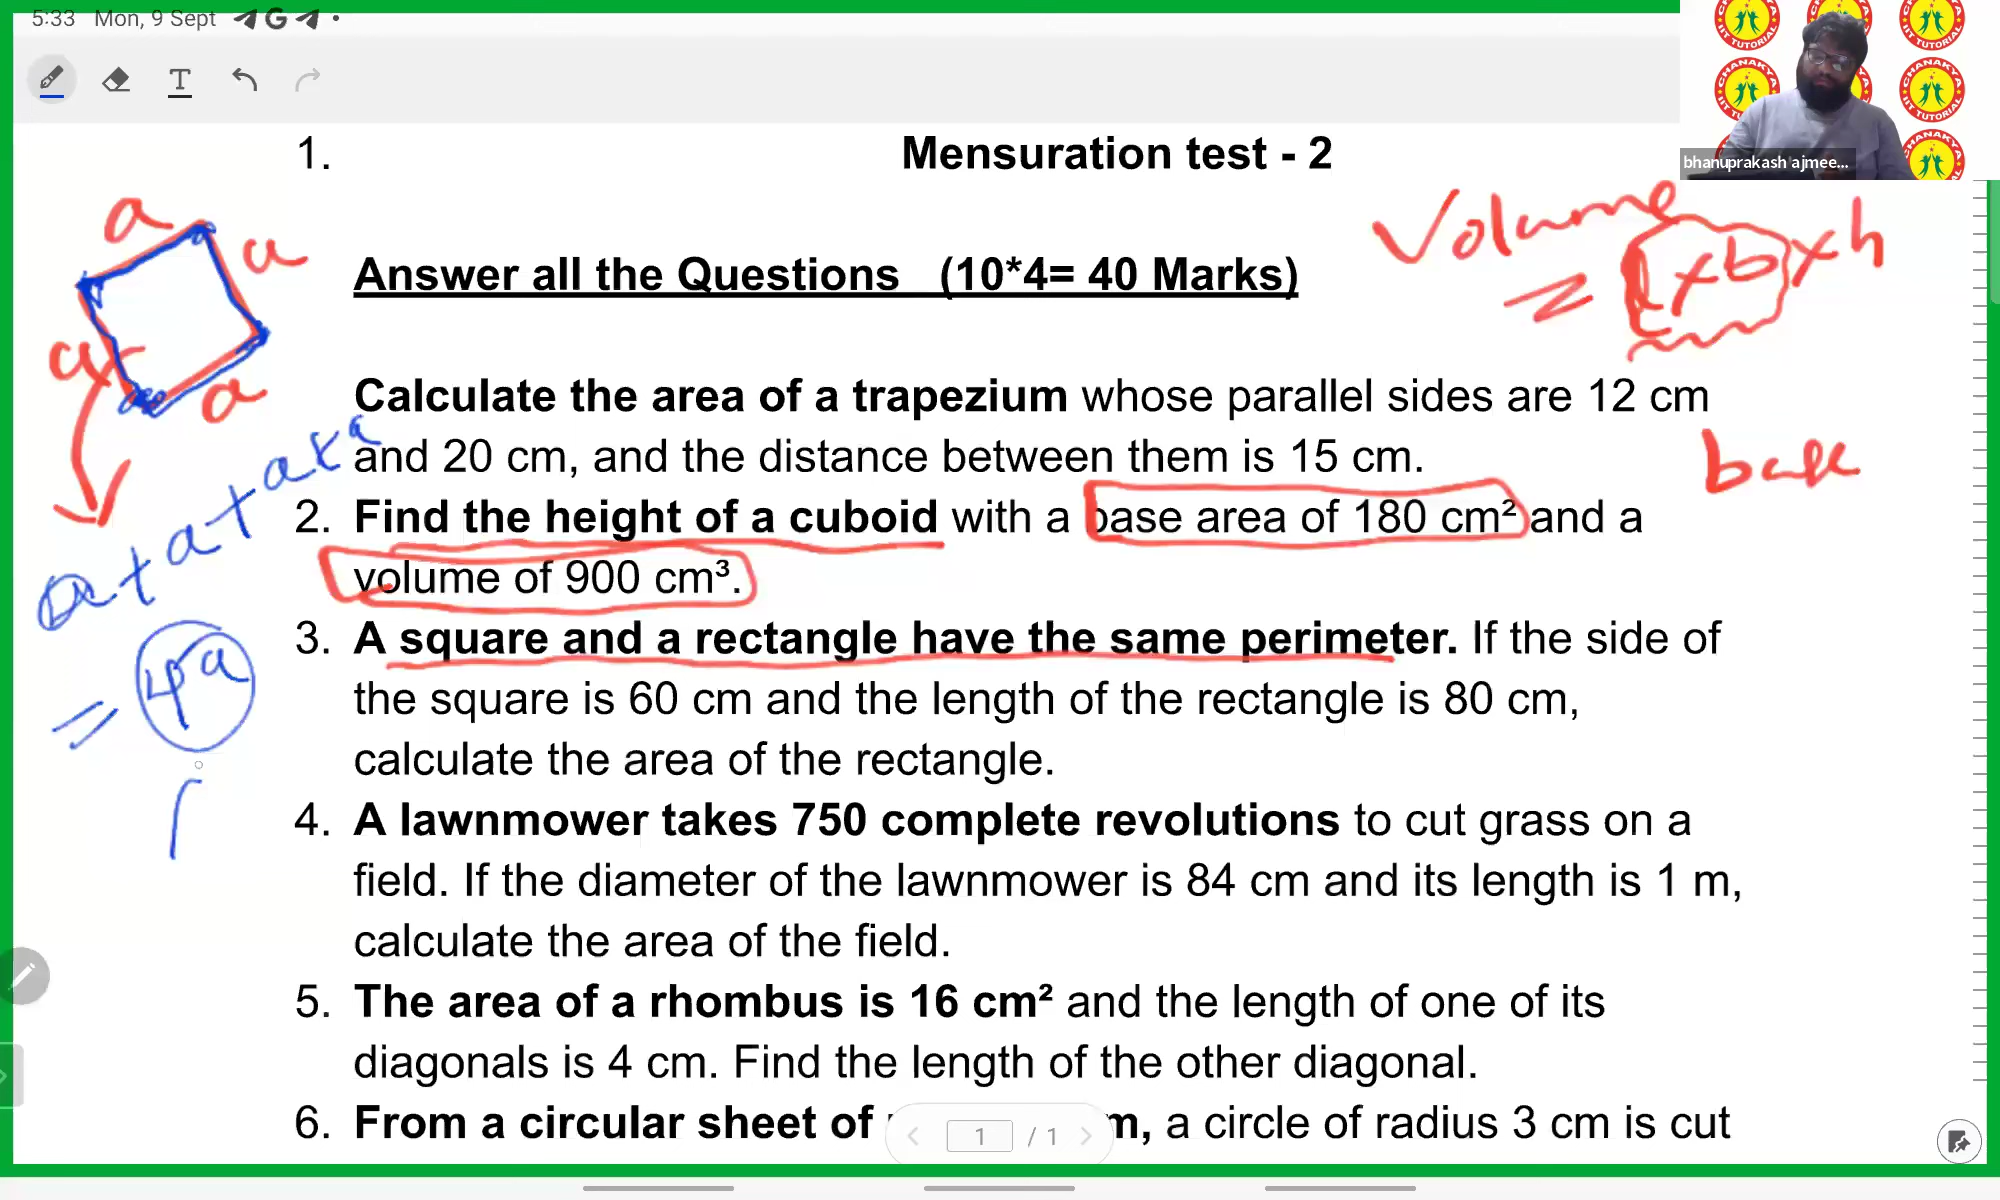 5:33 Mon, 9 Sept
CHANAKYA IIT TUTORIAL
bhanuprakash ajmee...
1. Mensuration test - 2
Answer all the Questions (10*4= 40 Marks)
Volume
= l×b×h
a
a
a
a
Calculate the area of a trapezium whose parallel sides are 12 cm
and 20 cm, and the distance between them is 15 cm.
base
2. Find the height of a cuboid with a base area of 180 cm² and a
volume of 900 cm³.
a+a+a+a
= 4a
3. A square and a rectangle have the same perimeter. If the side of
the square is 60 cm and the length of the rectangle is 80 cm,
calculate the area of the rectangle.
4. A lawnmower takes 750 complete revolutions to cut grass on a
field. If the diameter of the lawnmower is 84 cm and its length is 1 m,
calculate the area of the field.
5. The area of a rhombus is 16 cm² and the length of one of its
diagonals is 4 cm. Find the length of the other diagonal.
6. From a circular sheet of m, a circle of radius 3 cm is cut
1 / 1